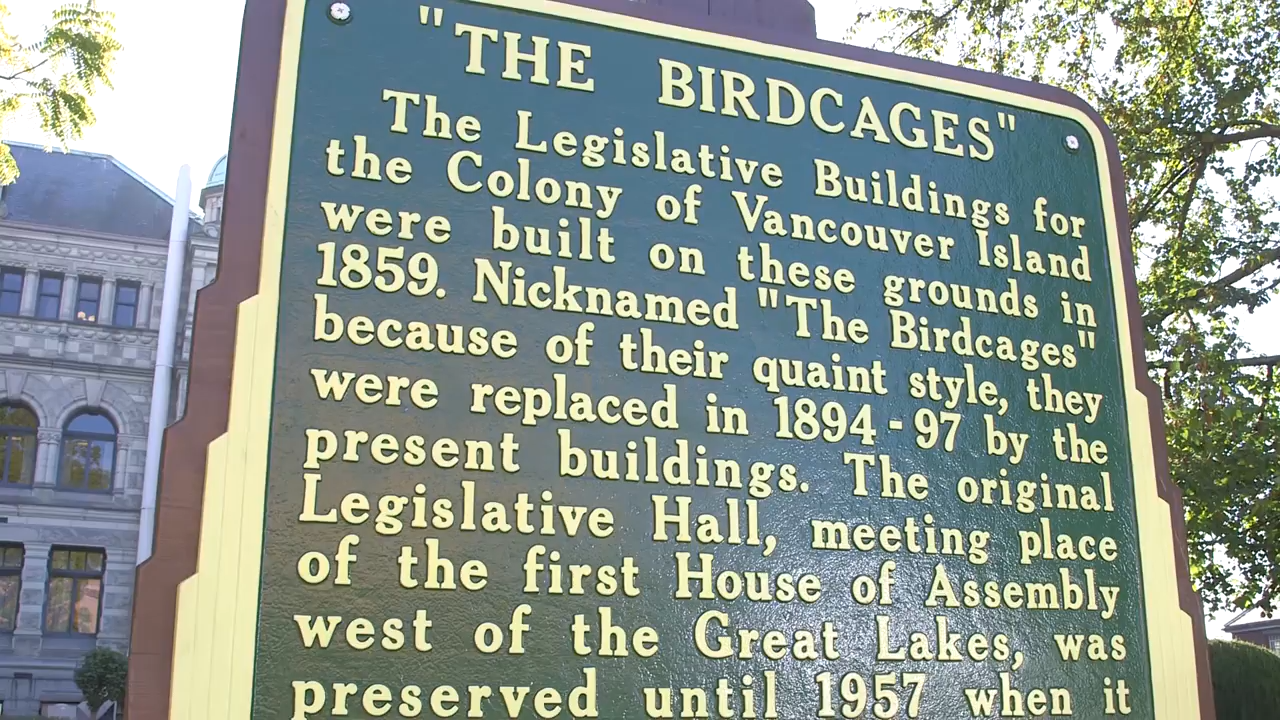 "THE BIRDCAGES"
The Legislative Buildings for
the Colony of Vancouver Island
were built on these grounds in
1859. Nicknamed "The Birdcages"
because of their quaint style, they
were replaced in 1894-97 by the
present buildings. The original
Legislative Hall, meeting place
of the first House of Assembly
west of the Great Lakes, was
preserved until 1957 when it